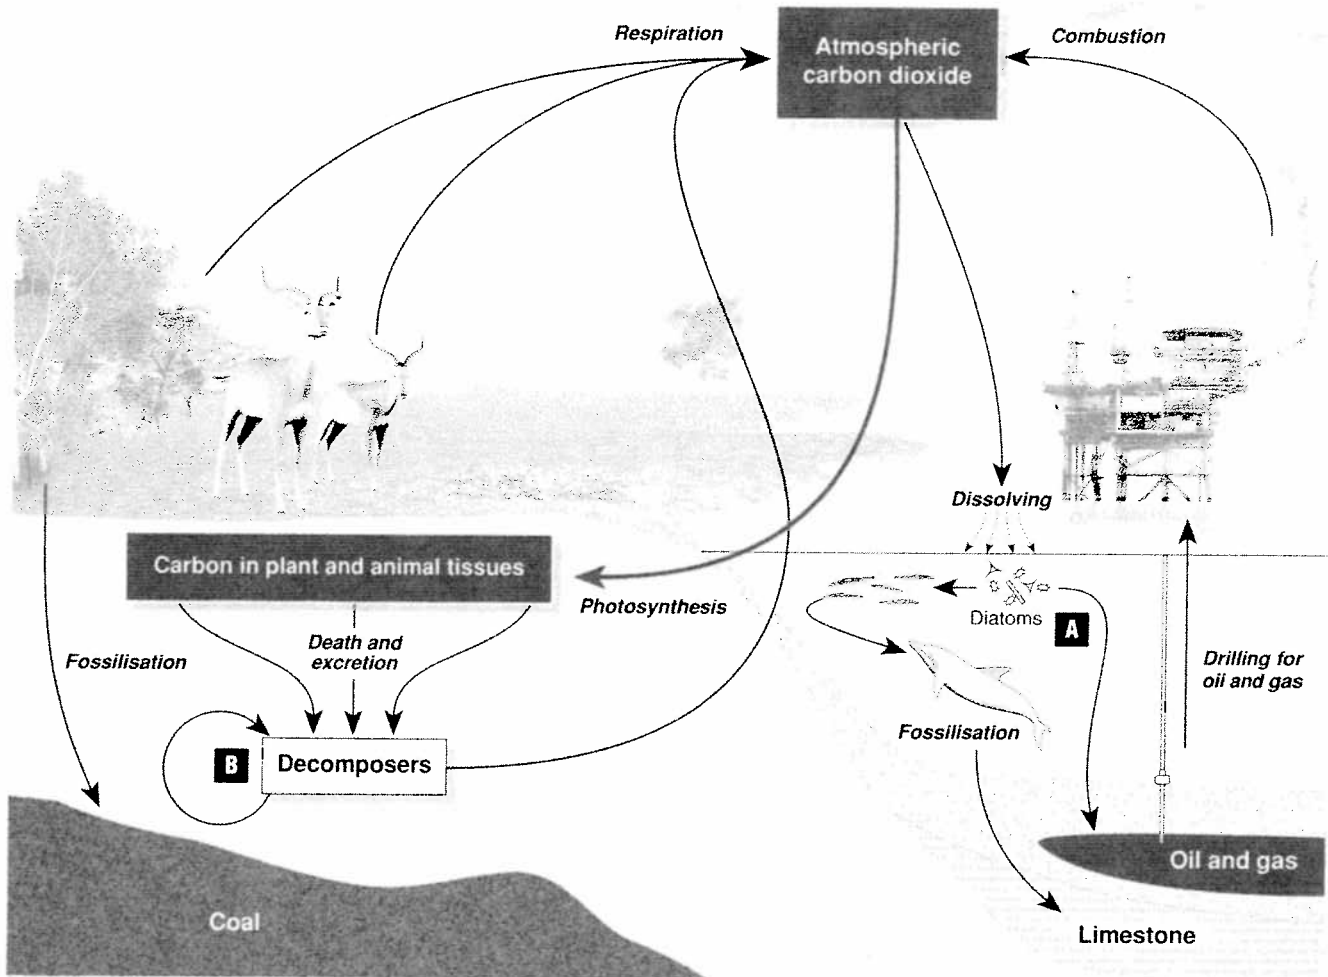 Respiration
Atmospheric
carbon dioxide
Combustion
Dissolving
Carbon in plant and animal tissues
Photosynthesis
Diatoms
A
Death and
excretion
Fossilisation
Drilling for
oil and gas
Fossilisation
B
Decomposers
Oil and gas
Coal
Limestone